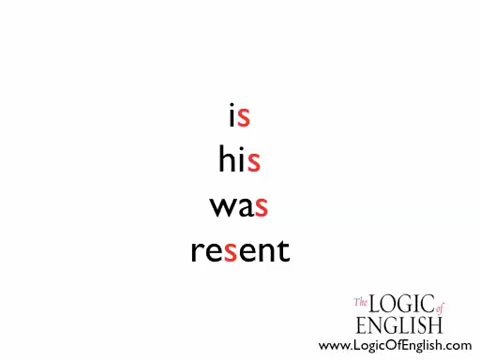 is
his
was
resent
The LOGIC of
ENGLISH
www.LogicOfEnglish.com